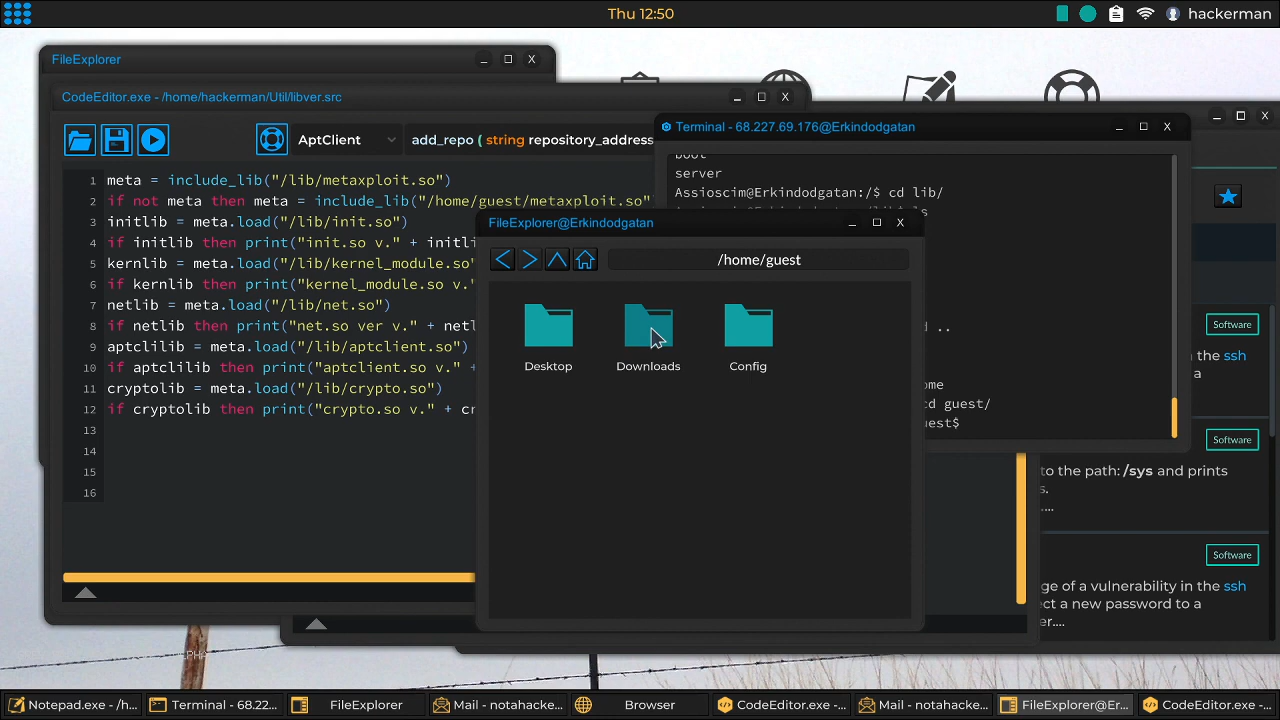 Thu 12:50
hackerman
FileExplorer
X
CodeEditor.exe - /home/hackerman/Util/libver.src
X
X
Terminal - 68.227.69.176@Erkindodgatan
X
AptClient
add_repo ( string repository_address
boot
server
Assioscim@Erkindodgatan:/$ cd lib/
1 meta = include_lib("/lib/metaxploit.so")
2 if not meta then meta = include_lib("/home/guest/metaxploit.so"
3 initlib = meta.load("/lib/init.so")
4 if initlib then print("init.so v." + initli
5 kernlib = meta.load("/lib/kernel_module.so"
6 if kernlib then print("kernel_module.so v."
7 netlib = meta.load("/lib/net.so")
8 if netlib then print("net.so ver v." + netl
9 aptclilib = meta.load("/lib/aptclient.so")
10 if aptclilib then print("aptclient.so v." +
11 cryptolib = meta.load("/lib/crypto.so")
12 if cryptolib then print("crypto.so v." + cr
13
14
15
16
FileExplorer@Erkindodgatan
X
/home/guest
Desktop
Downloads
Config
d ..
ome
cd guest/
uest$
Software
the ssh
a
Software
to the path: /sys and prints
s.
....
Software
ge of a vulnerability in the ssh
ect a new password to a
er....
ALPHA
Notepad.exe - /h...
Terminal - 68.22...
FileExplorer
Mail - notahacke...
Browser
CodeEditor.exe -...
Mail - notahacke...
FileExplorer@Er...
CodeEditor.exe -...